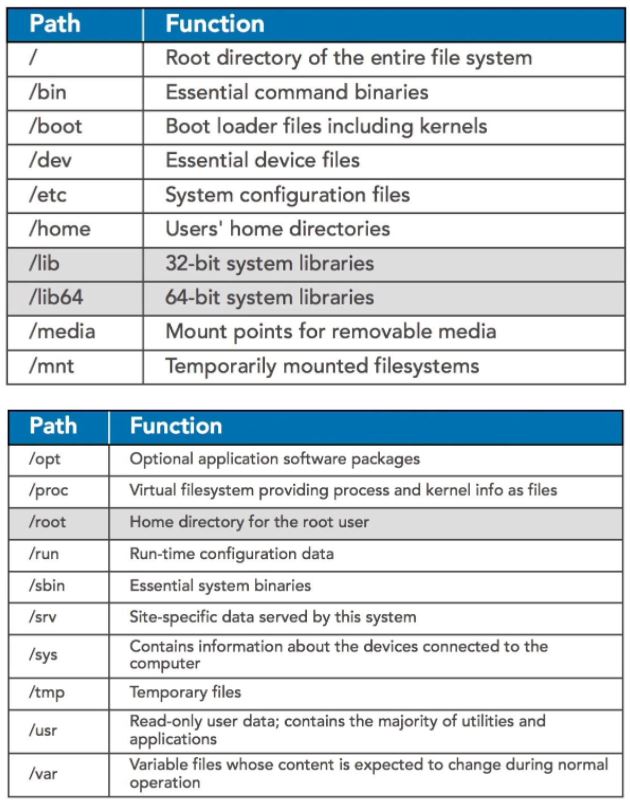 Path Function
/ Root directory of the entire file system
/bin Essential command binaries
/boot Boot loader files including kernels
/dev Essential device files
/etc System configuration files
/home Users' home directories
/lib 32-bit system libraries
/lib64 64-bit system libraries
/media Mount points for removable media
/mnt Temporarily mounted filesystems
Path Function
/opt Optional application software packages
/proc Virtual filesystem providing process and kernel info as files
/root Home directory for the root user
/run Run-time configuration data
/sbin Essential system binaries
/srv Site-specific data served by this system
/sys Contains information about the devices connected to the
computer
/tmp Temporary files
/usr Read-only user data; contains the majority of utilities and
applications
/var Variable files whose content is expected to change during normal
operation